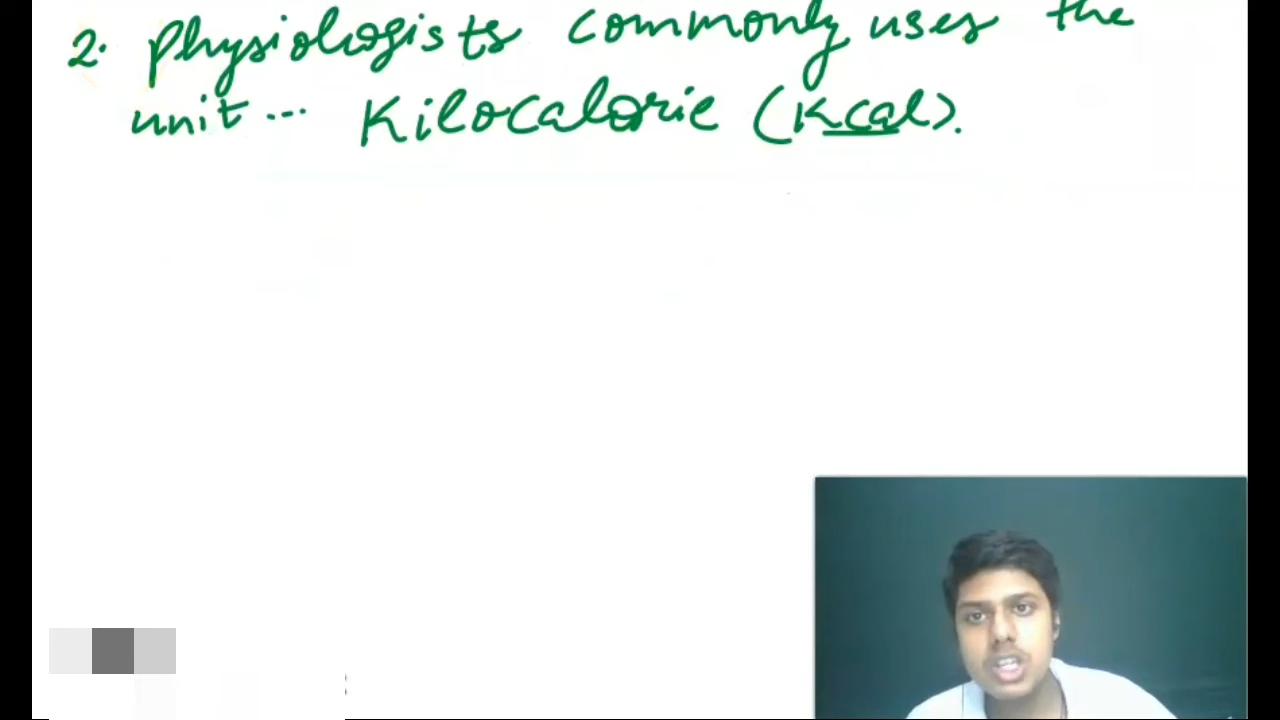 2. Physiologists commonly uses the
unit... Kilocalorie (Kcal).